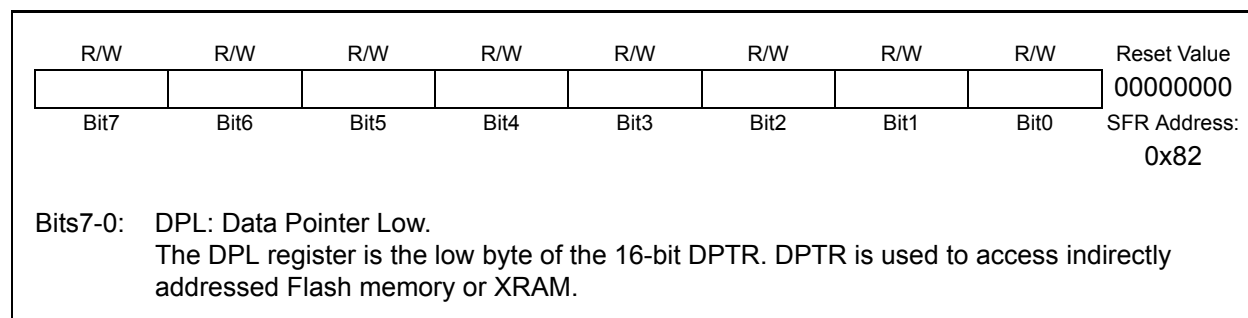 R/W R/W R/W R/W R/W R/W R/W R/W Reset Value
00000000
Bit7 Bit6 Bit5 Bit4 Bit3 Bit2 Bit1 Bit0 SFR Address:
0x82
Bits7-0: DPL: Data Pointer Low.
The DPL register is the low byte of the 16-bit DPTR. DPTR is used to access indirectly
addressed Flash memory or XRAM.